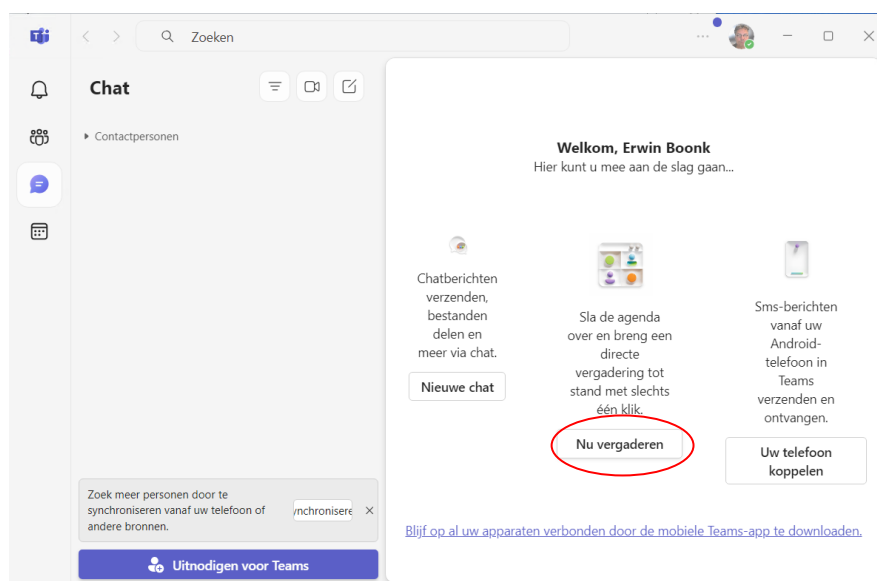 Zoeken
Chat
Contactpersonen
Welkom, Erwin Boonk
Hier kunt u mee aan de slag gaan...
Chatberichten
verzenden,
bestanden
delen en
meer via chat.
Nieuwe chat
Sla de agenda
over en breng een
directe
vergadering tot
stand met slechts
één klik.
Nu vergaderen
Sms-berichten
vanaf uw
Android-
telefoon in
Teams
verzenden en
ontvangen.
Uw telefoon
koppelen
Zoek meer personen door te
synchroniseren vanaf uw telefoon of
andere bronnen.
Uitnodigen voor Teams
Blijf op al uw apparaten verbonden door de mobiele Teams-app te downloaden.